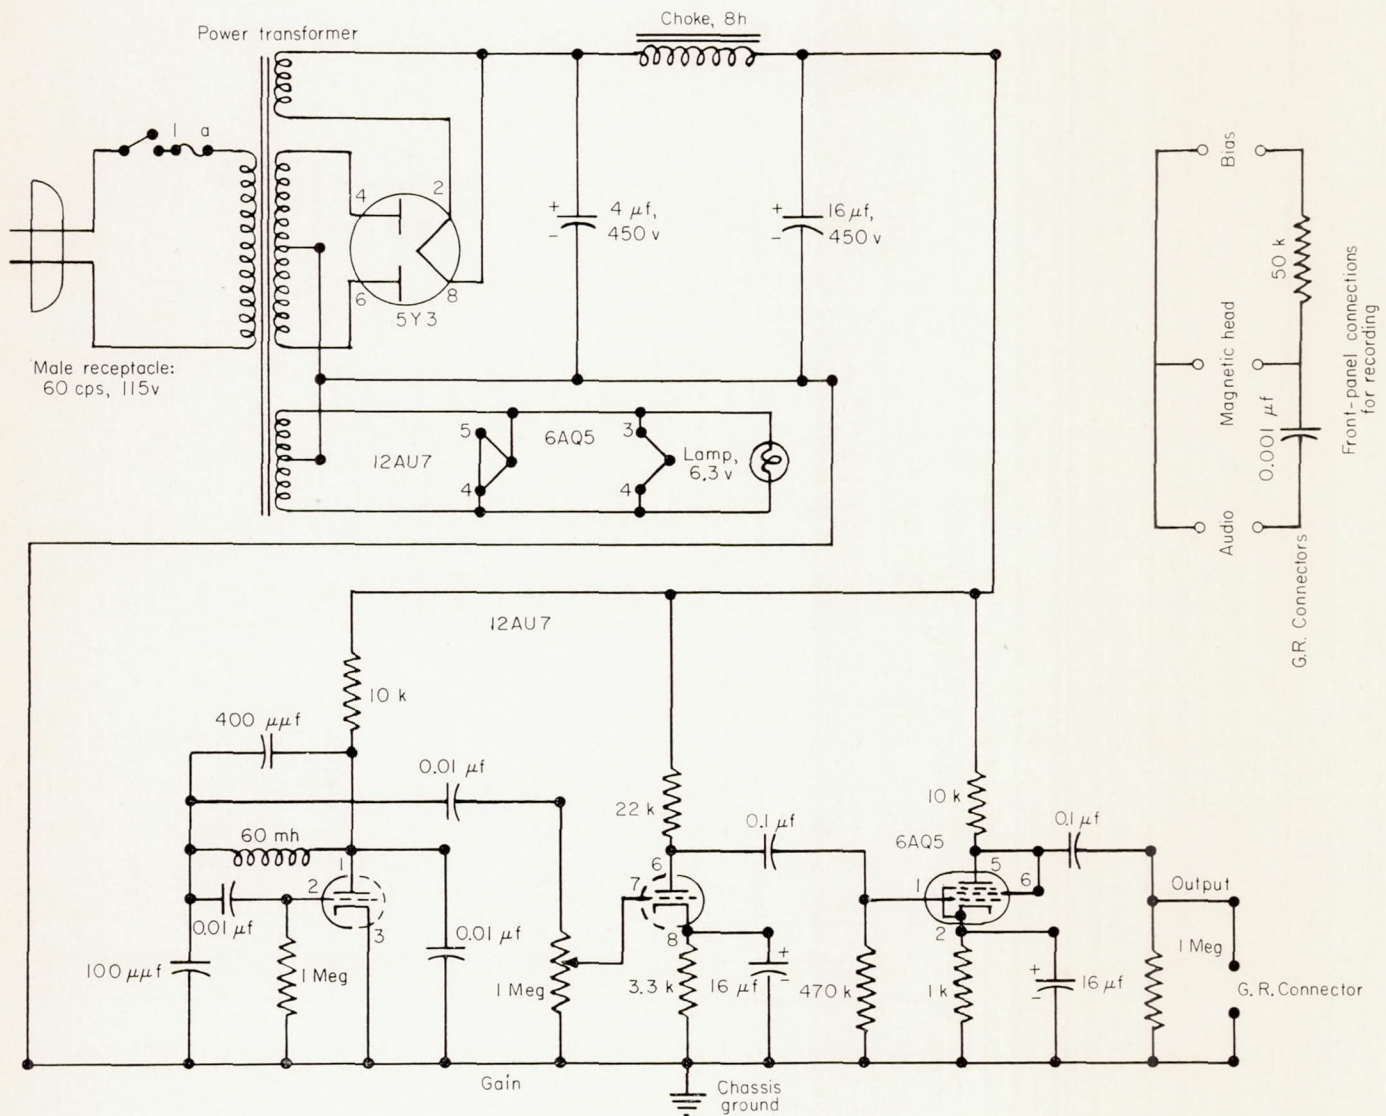 Choke, 8h
Power transformer
1 a
4
2
6
8
5Y3
+
-
4 μf,
450 v
+
-
16 μf,
450 v
Male receptacle:
60 cps, 115v
5
4
12AU7
6AQ5
3
4
Lamp,
6.3 v
Bias
50 k
Magnetic head
0.001 μf
Audio
G.R. Connectors
Front-panel connections
for recording
12AU7
10 k
400 μμf
0.01 μf
60 mh
1
2
3
0.01 μf
0.01 μf
100 μμf
1 Meg
1 Meg
Gain
22 k
6
7
8
0.1 μf
3.3 k
+
-
16 μf
470 k
10 k
6AQ5
1
5
6
2
0.1 μf
1 k
+
-
16 μf
Output
1 Meg
G. R. Connector
Chassis
ground